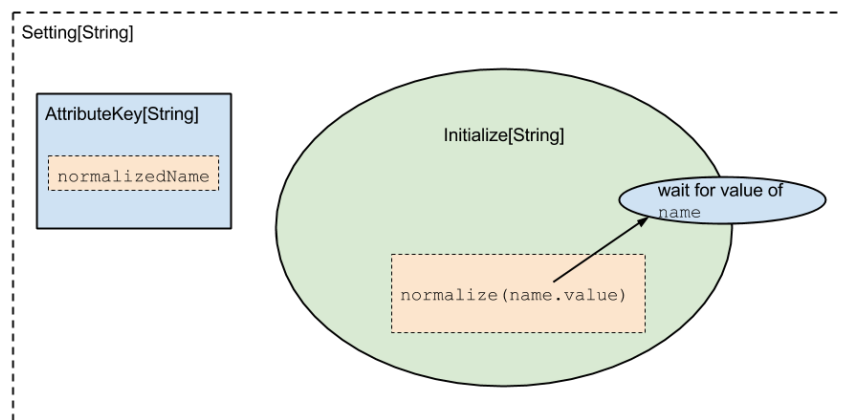 Setting[String]
AttributeKey[String]
normalizedName
Initialize[String]
wait for value of
name
normalize(name.value)